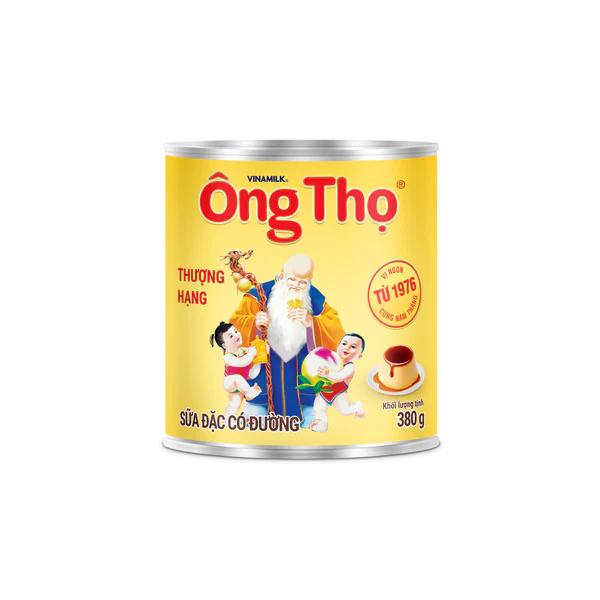 VINAMILK®
Ông Thọ®
THƯỢNG
HẠNG
VỊ NGON
TỪ 1976
CÙNG NĂM THÁNG
SỮA ĐẶC CÓ ĐƯỜNG
Khối lượng tịnh
380 g